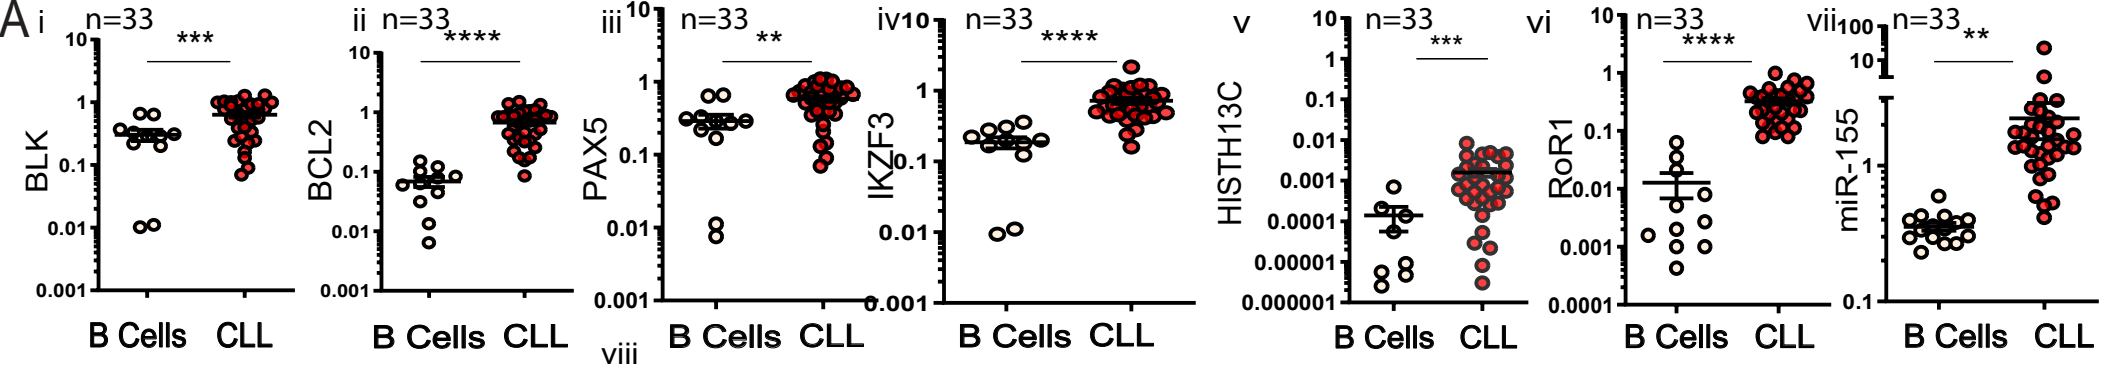 A
i
n=33
***
BLK
10
1
0.1
0.01
0.001
B Cells CLL
ii
n=33
****
BCL2
10
1
0.1
0.01
0.001
B Cells CLL
iii
n=33
**
PAX5
10
1
0.1
0.01
0.001
B Cells CLL
iv
n=33
****
IKZF3
10
1
0.1
0.01
0.001
B Cells CLL
v
n=33
***
HISTH13C
10
1
0.1
0.01
0.001
0.0001
0.00001
0.000001
B Cells CLL
vi
n=33
****
RoR1
10
1
0.1
0.01
0.001
0.0001
B Cells CLL
vii
n=33
**
miR-155
100
10
1
0.1
B Cells CLL
viii